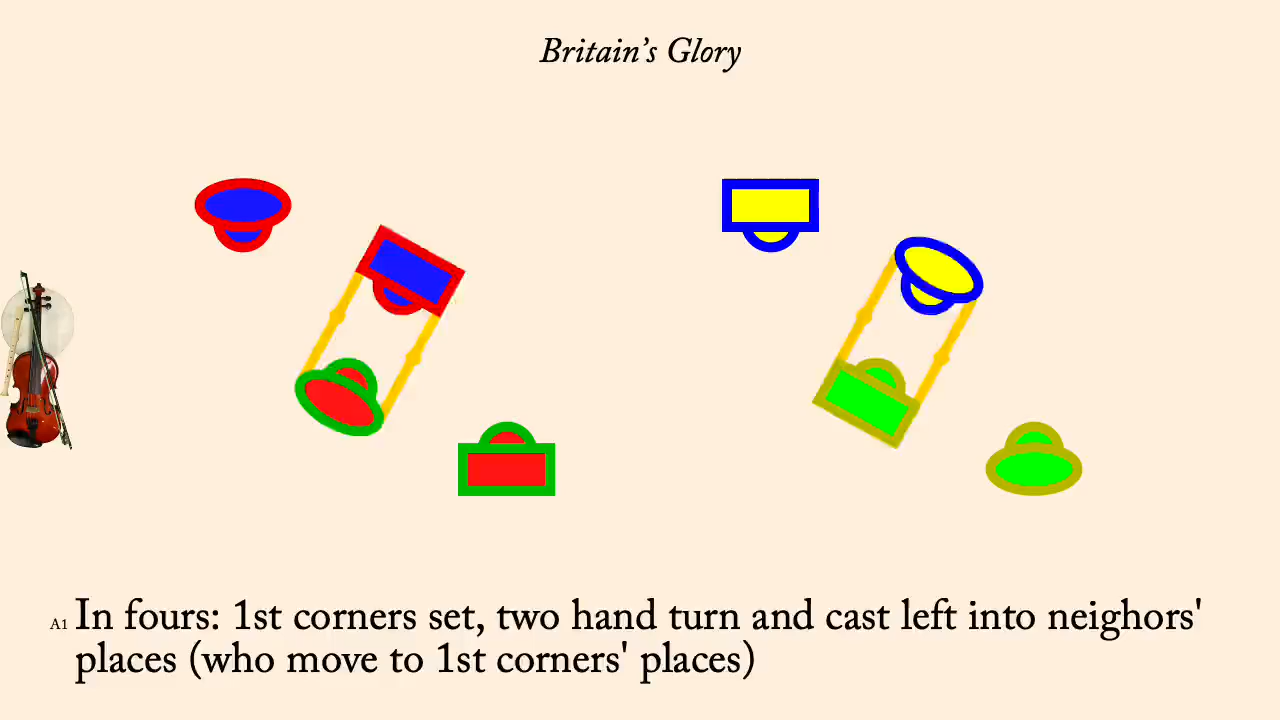 Britain's Glory
A1 In fours: 1st corners set, two hand turn and cast left into neighors'
places (who move to 1st corners' places)